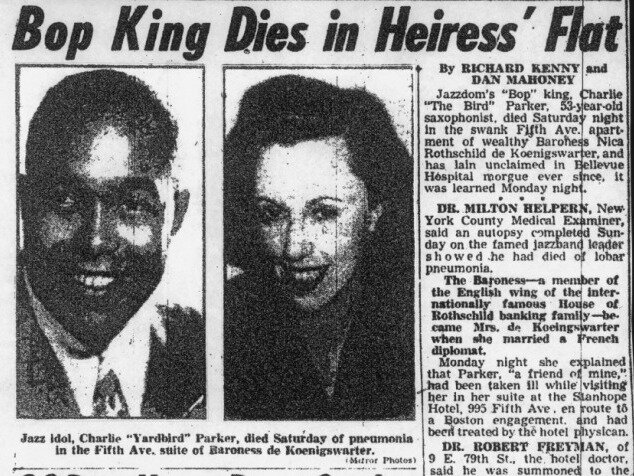 Bop King Dies in Heiress' Flat
By RICHARD KENNY and
DAN MAHONEY
Jazzdom's "Bop" king, Charlie
"The Bird" Parker, 53-year-old
saxophonist, died Saturday night
in the swank Fifth Ave. apart-
ment of wealthy Baroness Nica
Rothschild de Koenigswarter, and
has lain unclaimed in Bellevue
Hospital morgue ever since, it
was learned Monday night.
DR. MILTON HELPERN, New
York County Medical Examiner,
said an autopsy completed Sun-
day on the famed jazzband leader
showed he had died of lobar
pneumonia.
The Baroness—a member of
the English wing of the inter-
nationally famous House of
Rothschild banking family—be-
came Mrs. de Koeingswarter
when she married a French
diplomat.
Monday night she explained
that Parker, "a friend of mine,"
had been taken ill while visiting
her in her suite at the Stanhope
Hotel, 995 Fifth Ave. en route to
a Boston engagement, and had
been treated by the hotel physican.
DR. ROBERT FREYMAN, of
9 E. 79th St., the hotel doctor,
said he was summoned to the
Jazz idol, Charlie "Yardbird" Parker, died Saturday of pneumonia
in the Fifth Ave. suite of Baroness de Koenigswarter.
(Mirror Photos)